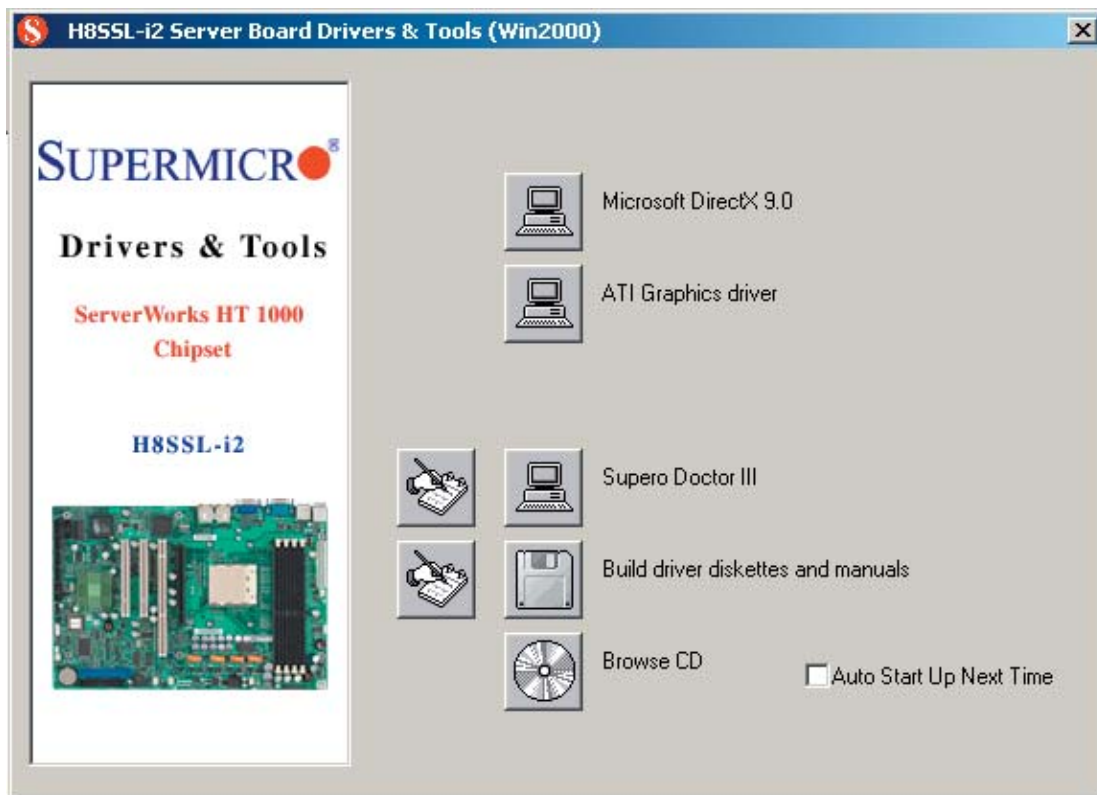 H8SSL-i2 Server Board Drivers & Tools (Win2000)
SUPERMICRO®
Drivers & Tools
ServerWorks HT 1000
Chipset
H8SSL-i2
Microsoft DirectX 9.0
ATI Graphics driver
Supero Doctor III
Build driver diskettes and manuals
Browse CD
Auto Start Up Next Time